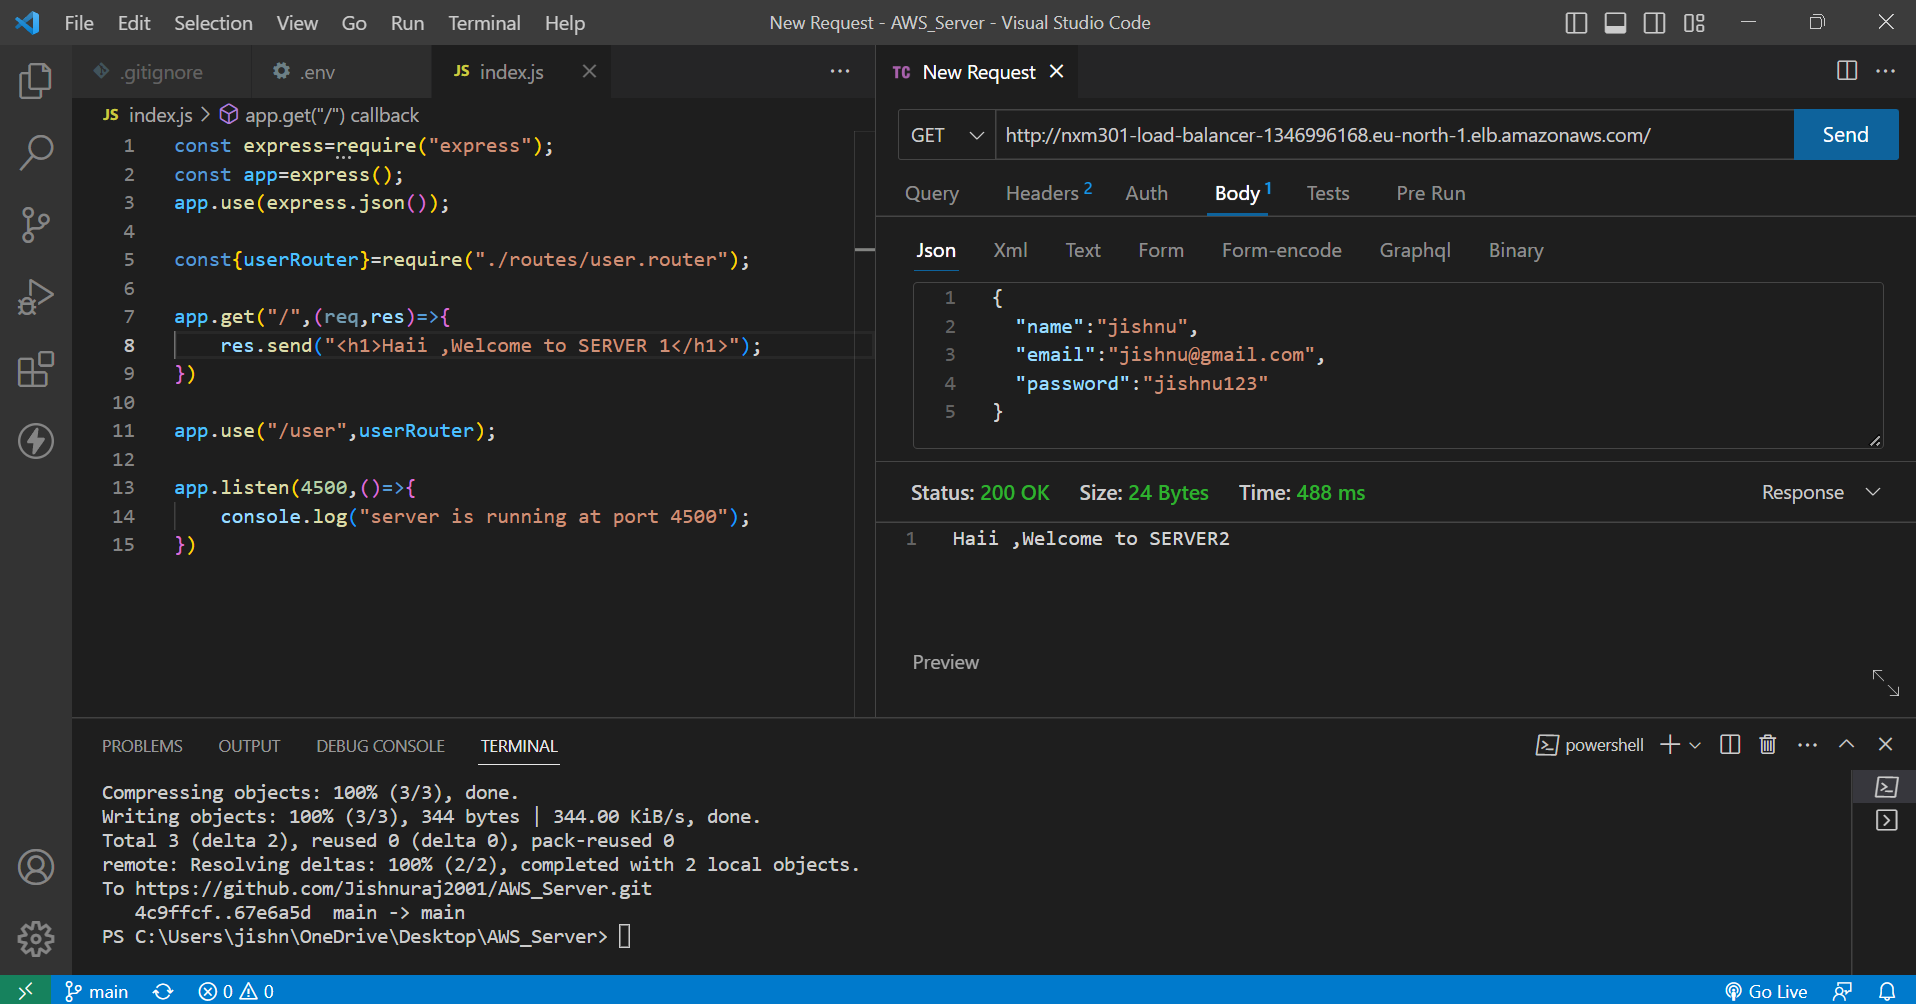 File Edit Selection View Go Run Terminal Help
New Request - AWS_Server - Visual Studio Code
.gitignore
.env
JS index.js
TC New Request
JS index.js > app.get("/") callback
1 const express=require("express");
2 const app=express();
3 app.use(express.json());
4
5 const{userRouter}=require("./routes/user.router");
6
7 app.get("/",(req,res)=>{
8 res.send("<h1>Haii ,Welcome to SERVER 1</h1>");
9 })
10
11 app.use("/user",userRouter);
12
13 app.listen(4500,()=>{
14 console.log("server is running at port 4500");
15 })
GET http://nxm301-load-balancer-1346996168.eu-north-1.elb.amazonaws.com/ Send
Query Headers 2 Auth Body 1 Tests Pre Run
Json Xml Text Form Form-encode Graphql Binary
1 {
2 "name":"jishnu",
3 "email":"jishnu@gmail.com",
4 "password":"jishnu123"
5 }
Status: 200 OK Size: 24 Bytes Time: 488 ms Response
1 Haii ,Welcome to SERVER2
Preview
PROBLEMS OUTPUT DEBUG CONSOLE TERMINAL powershell
Compressing objects: 100% (3/3), done.
Writing objects: 100% (3/3), 344 bytes | 344.00 KiB/s, done.
Total 3 (delta 2), reused 0 (delta 0), pack-reused 0
remote: Resolving deltas: 100% (2/2), completed with 2 local objects.
To https://github.com/Jishnuraj2001/AWS_Server.git
4c9ffcf..67e6a5d main -> main
PS C:\Users\jishn\OneDrive\Desktop\AWS_Server>
main 0 0 Go Live